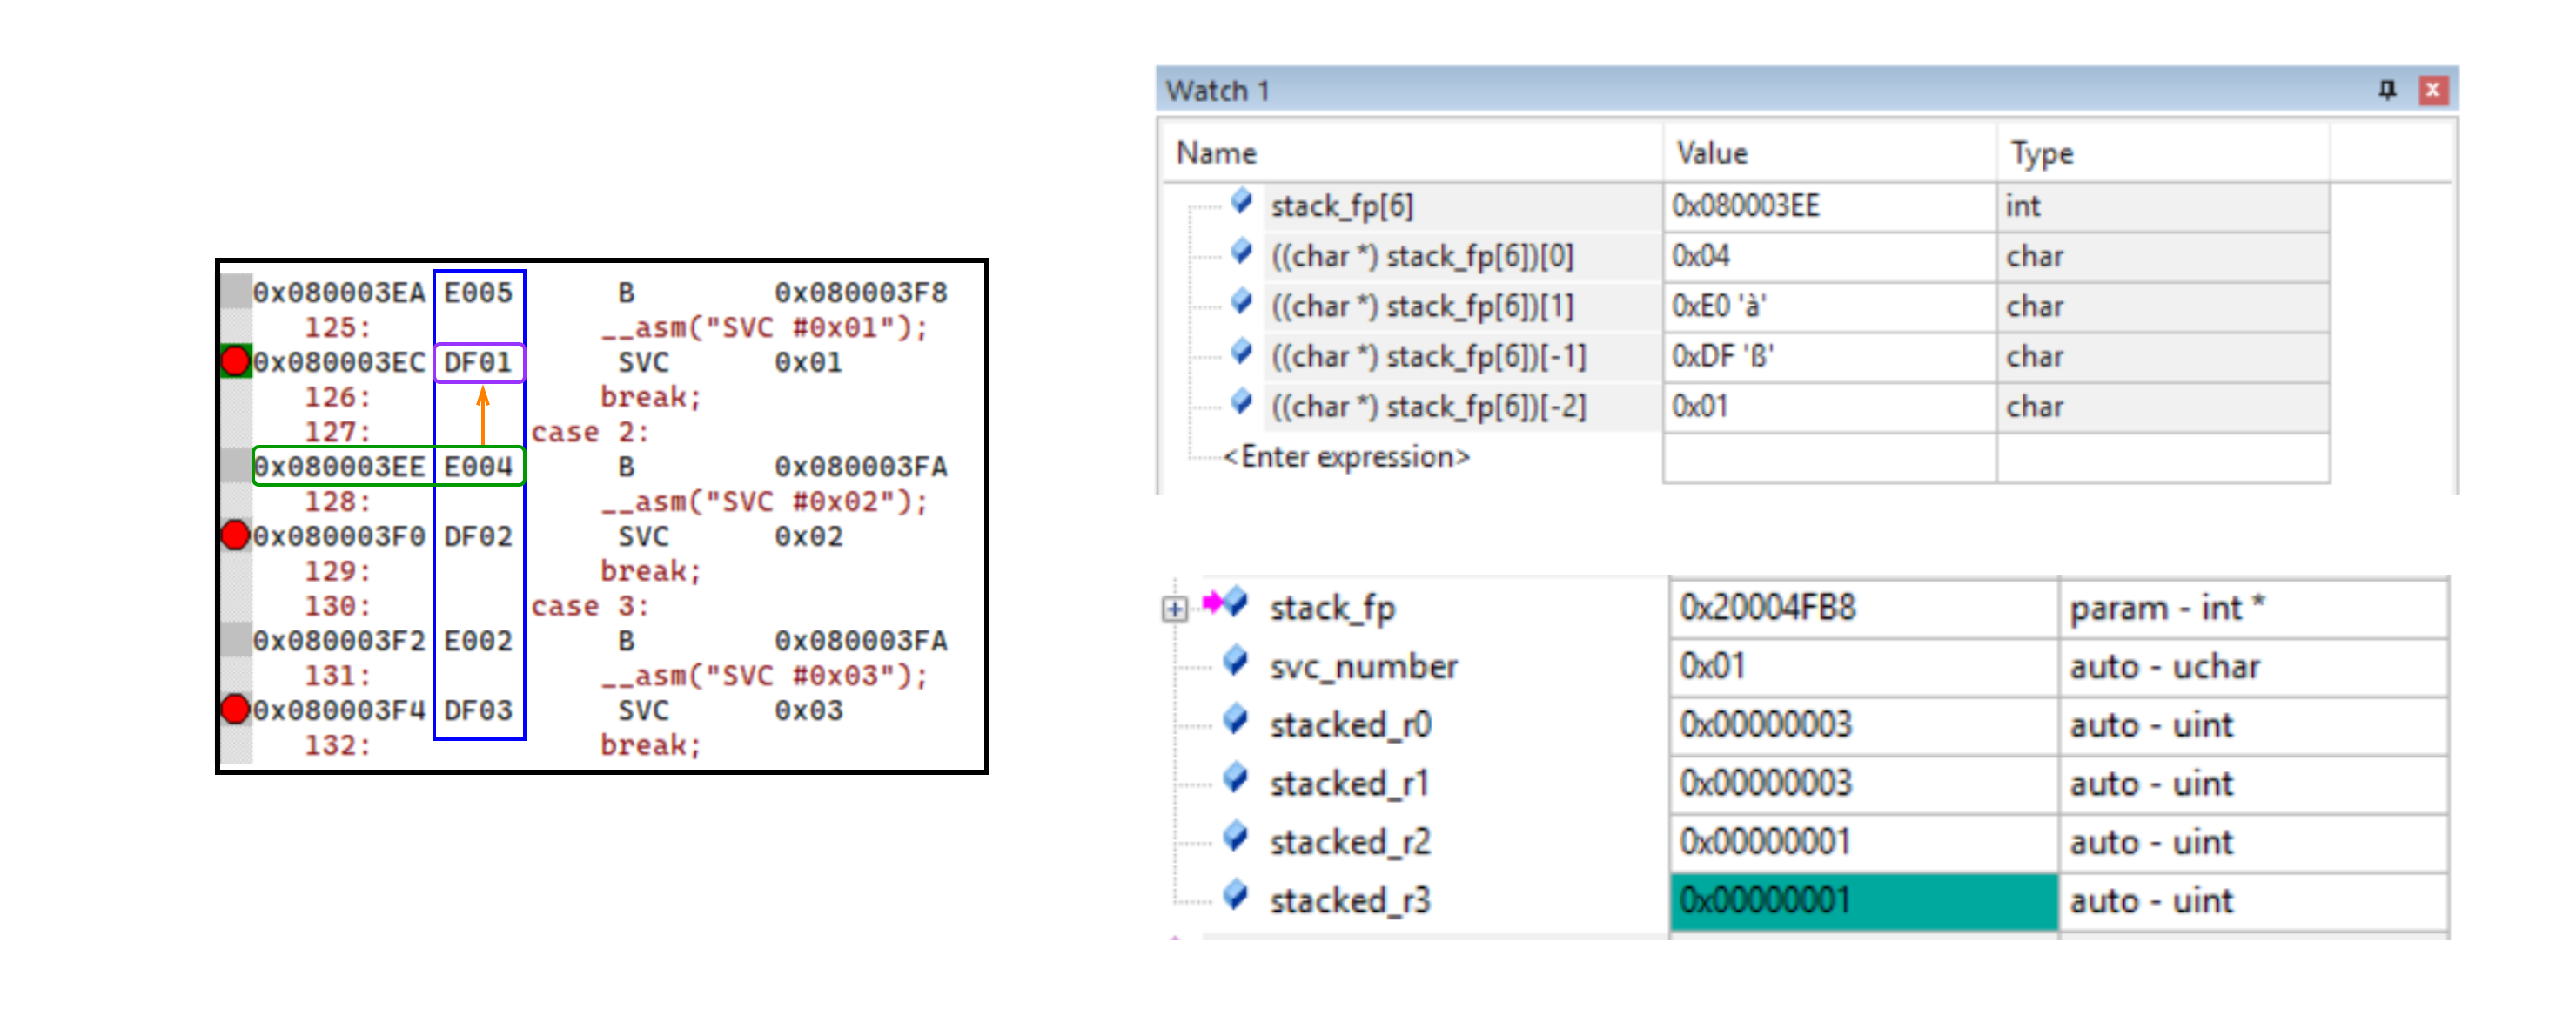 0x080003EA E005 B 0x080003F8
125: __asm("SVC #0x01");
0x080003EC DF01 SVC 0x01
126: break;
127: case 2:
0x080003EE E004 B 0x080003FA
128: __asm("SVC #0x02");
0x080003F0 DF02 SVC 0x02
129: break;
130: case 3:
0x080003F2 E002 B 0x080003FA
131: __asm("SVC #0x03");
0x080003F4 DF03 SVC 0x03
132: break;
Watch 1
Name Value Type
stack_fp[6] 0x080003EE int
((char *) stack_fp[6])[0] 0x04 char
((char *) stack_fp[6])[1] 0xE0 'à' char
((char *) stack_fp[6])[-1] 0xDF 'ß' char
((char *) stack_fp[6])[-2] 0x01 char
<Enter expression>
stack_fp 0x20004FB8 param - int *
svc_number 0x01 auto - uchar
stacked_r0 0x00000003 auto - uint
stacked_r1 0x00000003 auto - uint
stacked_r2 0x00000001 auto - uint
stacked_r3 0x00000001 auto - uint